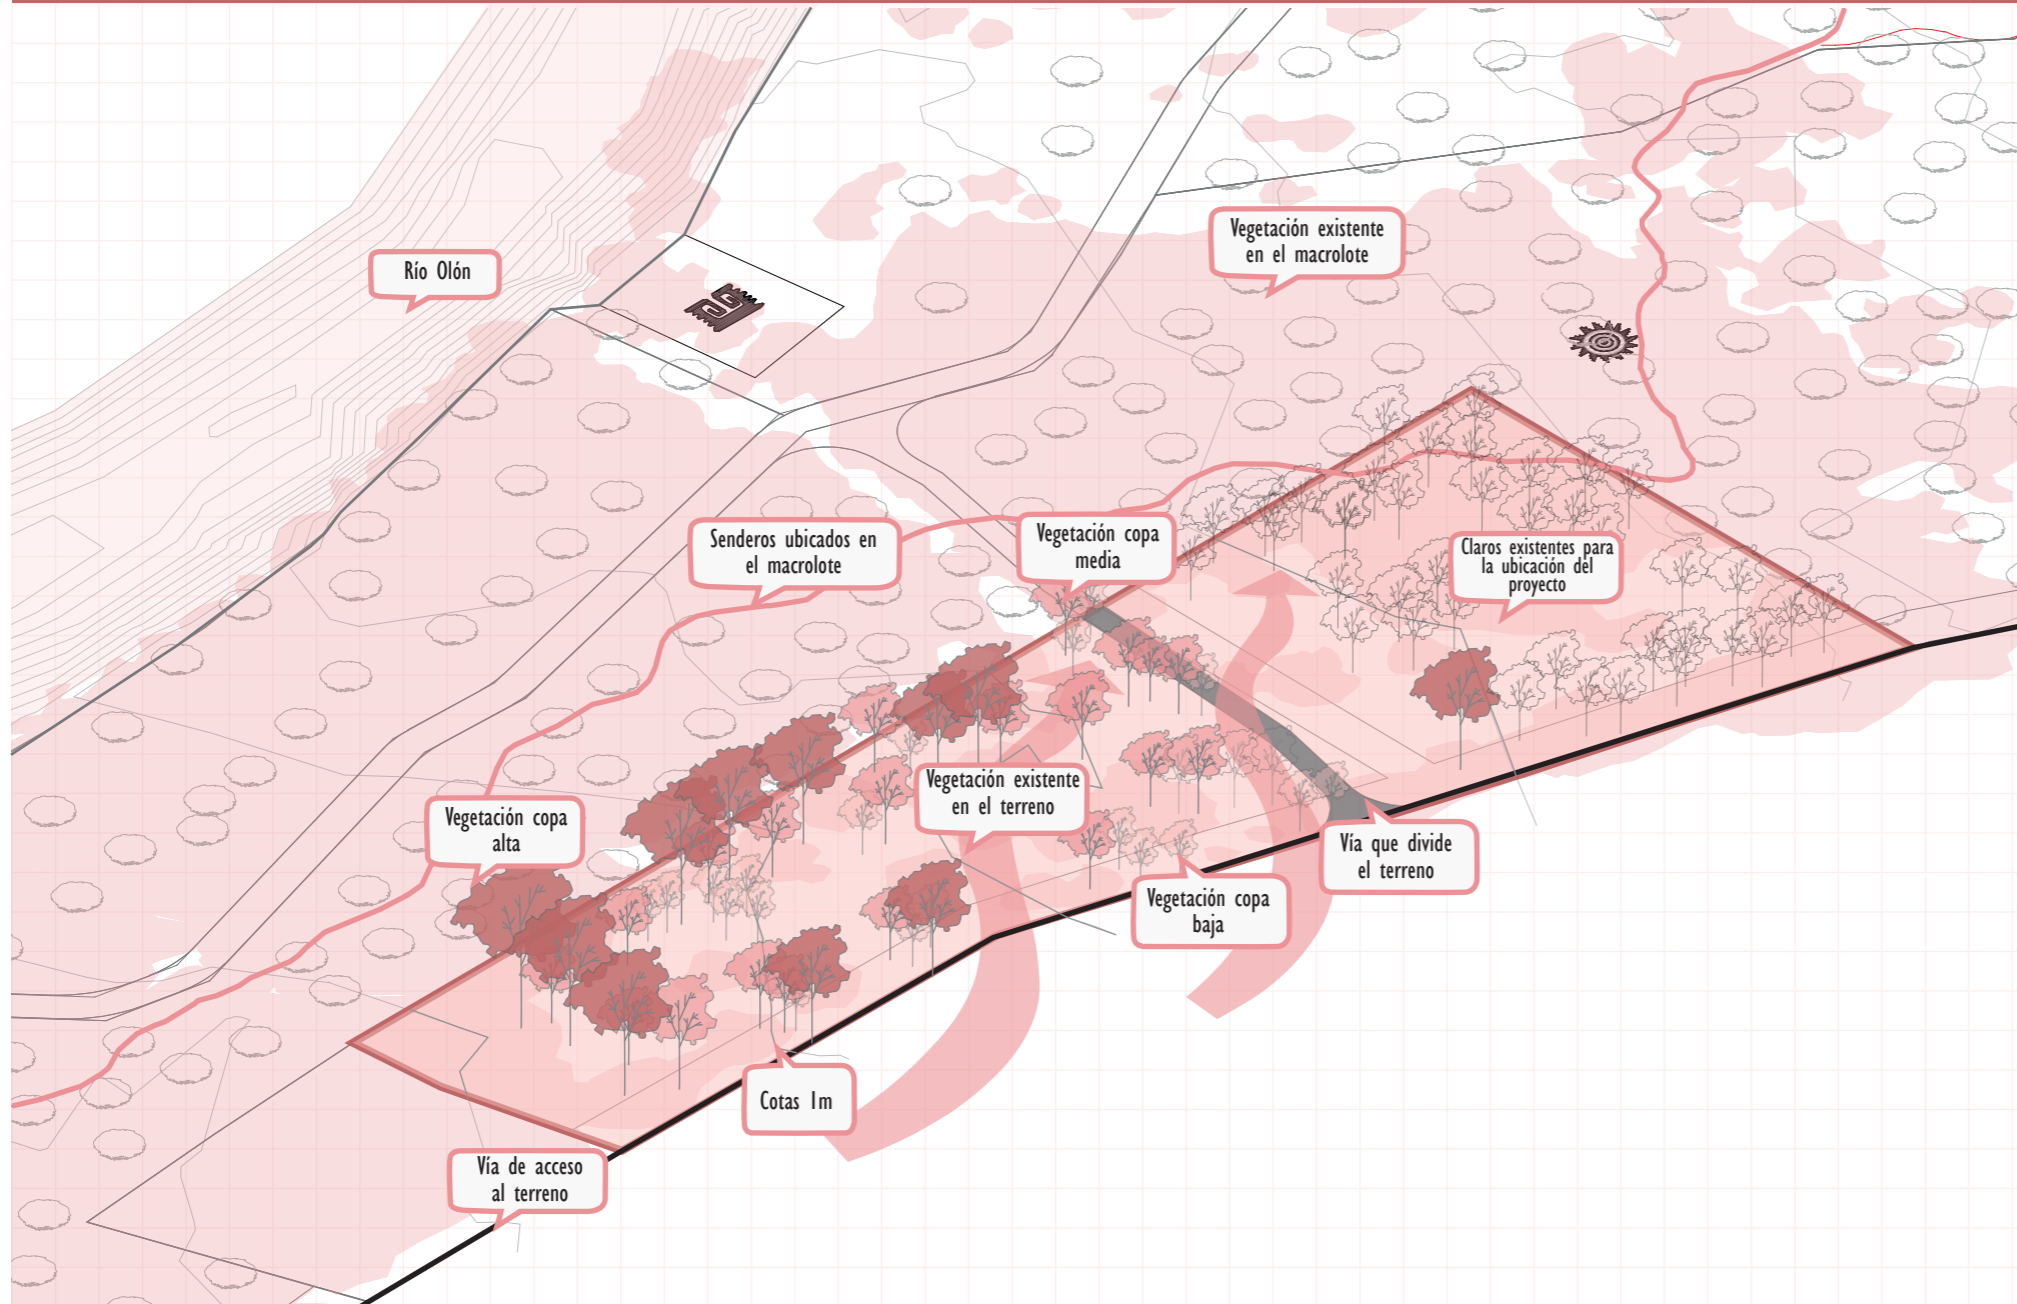 Vegetación existente
en el macrolote
Río Olón
Senderos ubicados en
el macrolote
Vegetación copa
media
Claros existentes para
la ubicación del
proyecto
Vegetación existente
en el terreno
Vegetación copa
alta
Vía que divide
el terreno
Vegetación copa
baja
Cotas 1m
Vía de acceso
al terreno